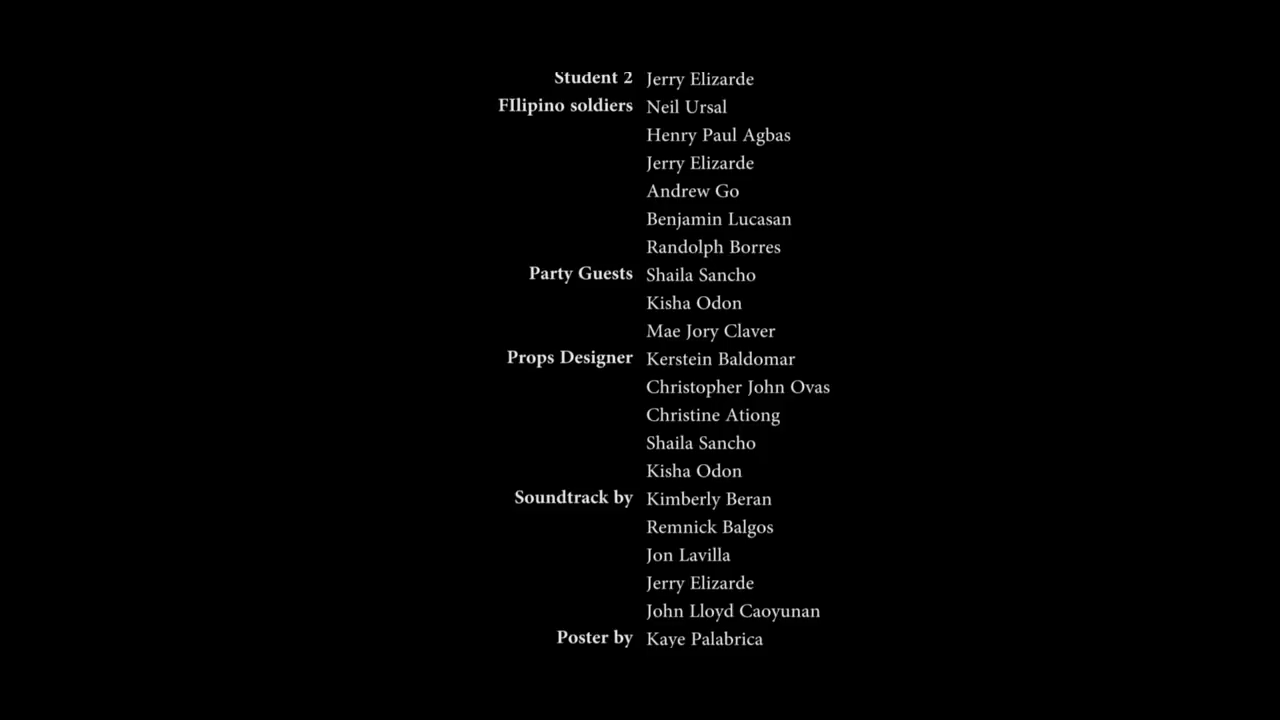 Student 2 Jerry Elizarde
FIlipino soldiers Neil Ursal
Henry Paul Agbas
Jerry Elizarde
Andrew Go
Benjamin Lucasan
Randolph Borres
Party Guests Shaila Sancho
Kisha Odon
Mae Jory Claver
Props Designer Kerstein Baldomar
Christopher John Ovas
Christine Ationg
Shaila Sancho
Kisha Odon
Soundtrack by Kimberly Beran
Remnick Balgos
Jon Lavilla
Jerry Elizarde
John Lloyd Caoyunan
Poster by Kaye Palabrica